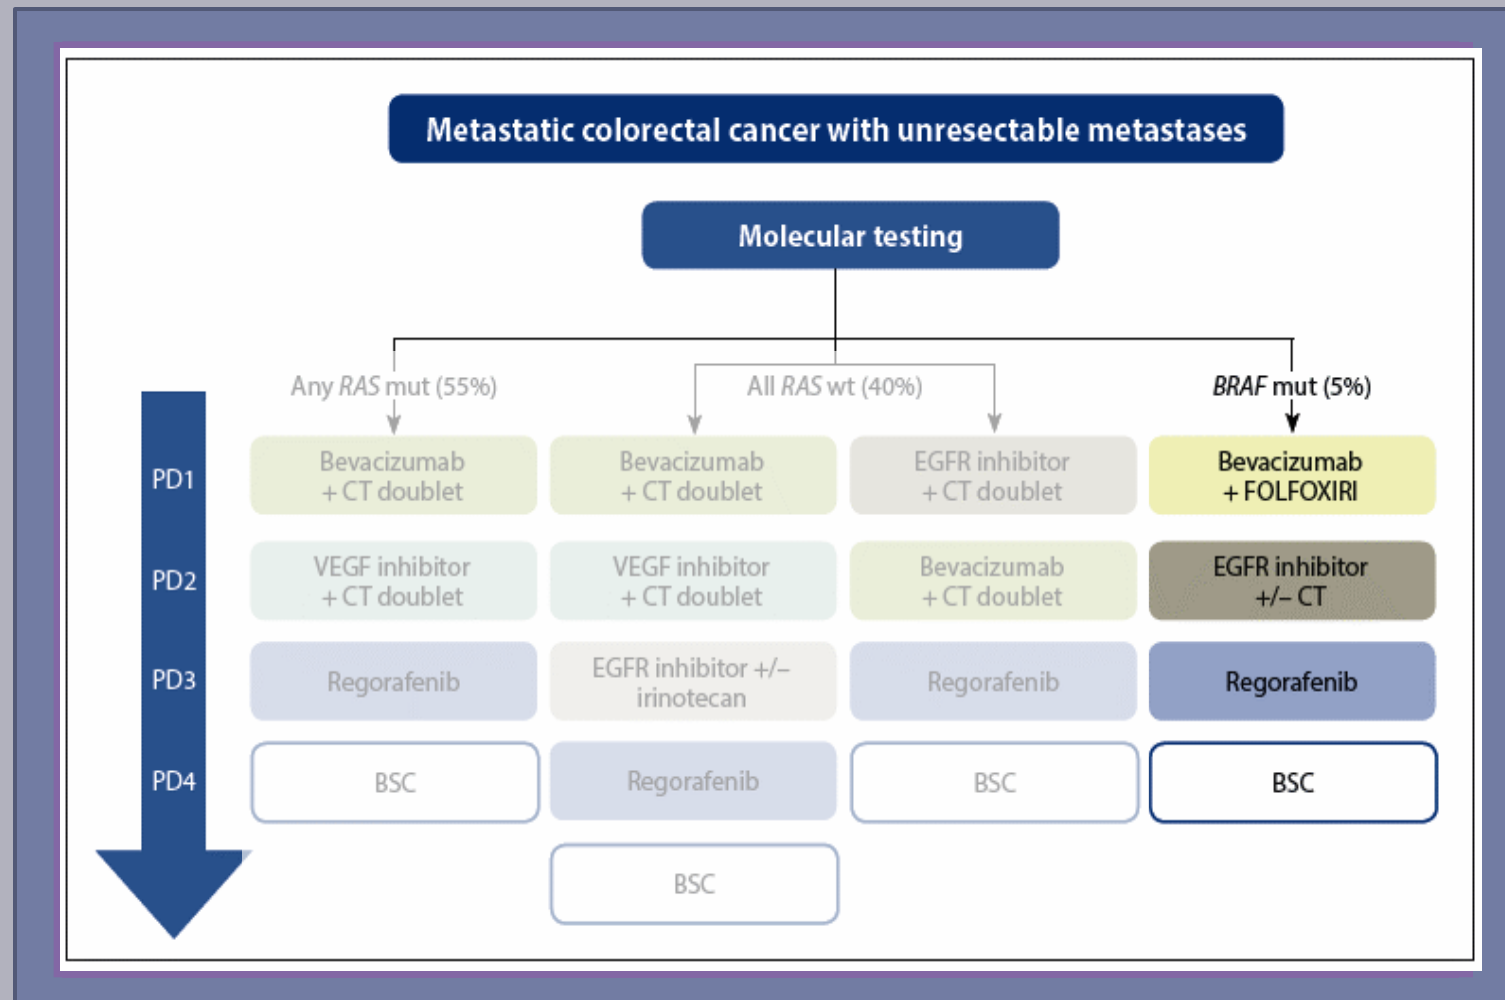 Metastatic colorectal cancer with unresectable metastases
Molecular testing
Any RAS mut (55%)
All RAS wt (40%)
BRAF mut (5%)
PD1
Bevacizumab
+ CT doublet
Bevacizumab
+ CT doublet
EGFR inhibitor
+ CT doublet
Bevacizumab
+ FOLFOXIRI
PD2
VEGF inhibitor
+ CT doublet
VEGF inhibitor
+ CT doublet
Bevacizumab
+ CT doublet
EGFR inhibitor
+/– CT
PD3
Regorafenib
EGFR inhibitor +/–
irinotecan
Regorafenib
Regorafenib
PD4
BSC
Regorafenib
BSC
BSC
BSC